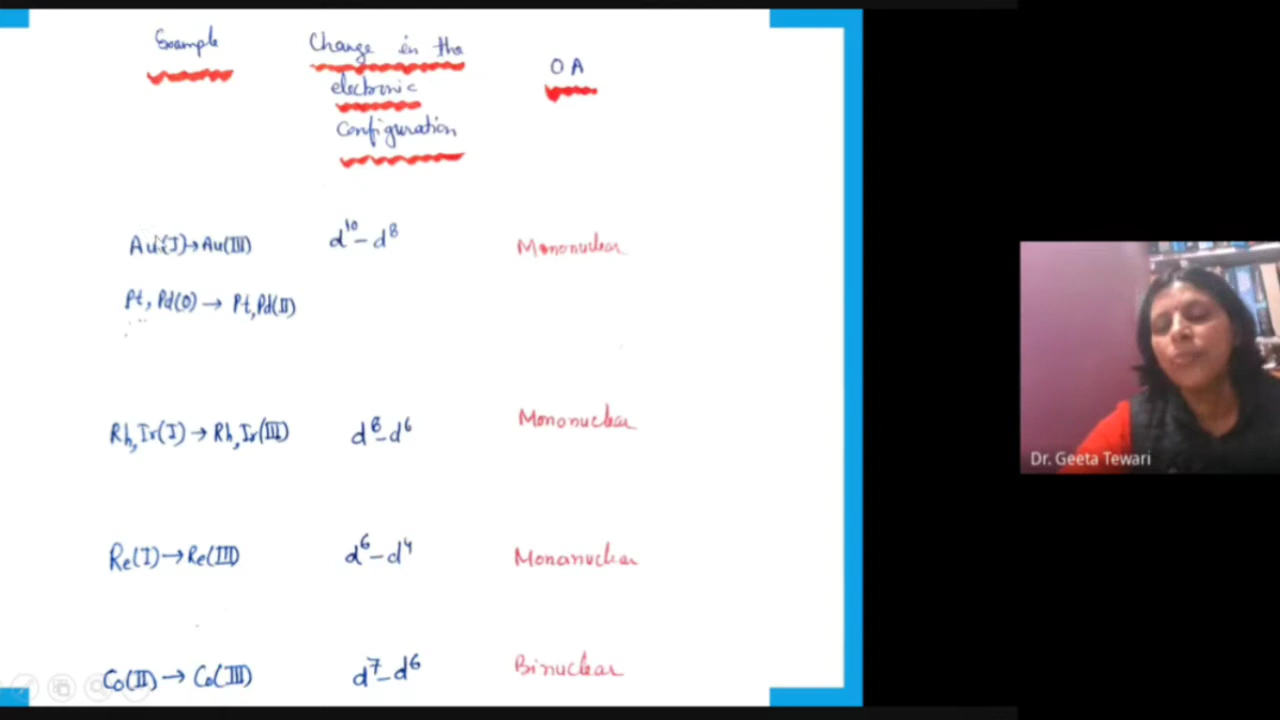 Example
Change in the
electronic
configuration
OA
Au(I)→Au(III)
d¹⁰-d⁸
Mononuclear
Pt, Pd(0) → Pt, Pd(II)
Rh, Ir(I) → Rh, Ir(III)
d⁸-d⁶
Mononuclear
Re(I)→Re(III)
d⁶-d⁴
Mononuclear
Co(II) → Co(III)
d⁷-d⁶
Binuclear
Dr. Geeta Tewari